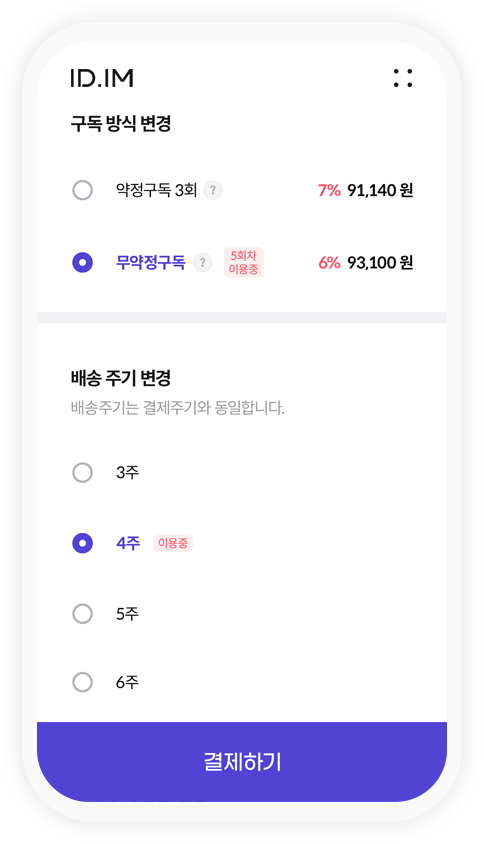 ID.IM
구독 방식 변경
약정구독 3회 ? 7% 91,140 원
무약정구독 ? 5회차 이용중 6% 93,100 원
배송 주기 변경
배송주기는 결제주기와 동일합니다.
3주
4주 이용중
5주
6주
결제하기